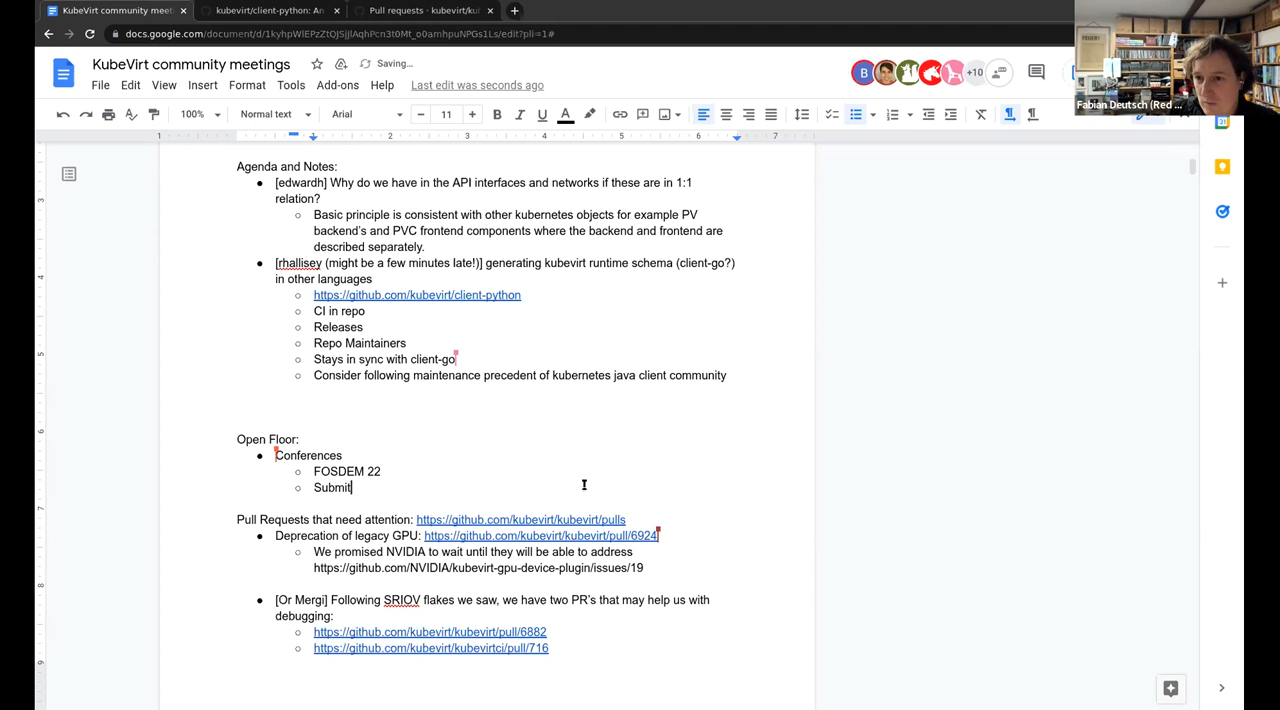 KubeVirt community meeti
kubevirt/client-python: An
Pull requests · kubevirt/ku
docs.google.com/document/d/1kyhpWlEPzZtQJSjjlAqhPcn3t0Mt_o0amhpuNPGs1Ls/edit?pli=1#
KubeVirt community meetings
Saving...
+10
File Edit View Insert Format Tools Add-ons Help Last edit was seconds ago
Fabian Deutsch (Red ...
100% Normal text Arial 11
1 2 3 4 5 6 7
Agenda and Notes:
● [edwardh] Why do we have in the API interfaces and networks if these are in 1:1
relation?
○ Basic principle is consistent with other kubernetes objects for example PV
backend's and PVC frontend components where the backend and frontend are
described separately.
● [rhallisey (might be a few minutes late!)] generating kubevirt runtime schema (client-go?)
in other languages
○ https://github.com/kubevirt/client-python
○ CI in repo
○ Releases
○ Repo Maintainers
○ Stays in sync with client-go
○ Consider following maintenance precedent of kubernetes java client community
Open Floor:
● Conferences
○ FOSDEM 22
○ Submit
Pull Requests that need attention: https://github.com/kubevirt/kubevirt/pulls
● Deprecation of legacy GPU: https://github.com/kubevirt/kubevirt/pull/6924
○ We promised NVIDIA to wait until they will be able to address
https://github.com/NVIDIA/kubevirt-gpu-device-plugin/issues/19
● [Or Mergi] Following SRIOV flakes we saw, we have two PR's that may help us with
debugging:
○ https://github.com/kubevirt/kubevirt/pull/6882
○ https://github.com/kubevirt/kubevirtci/pull/716